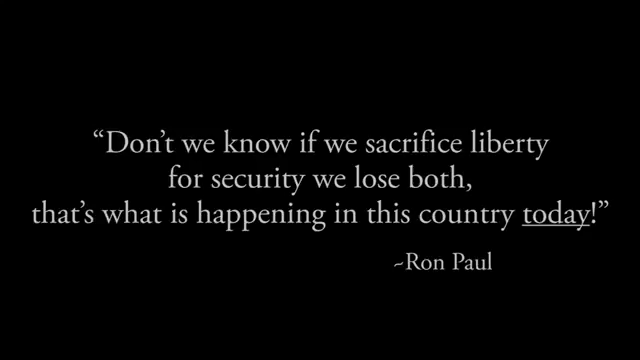 “Don’t we know if we sacrifice liberty
for security we lose both,
that’s what is happening in this country today!”
~Ron Paul